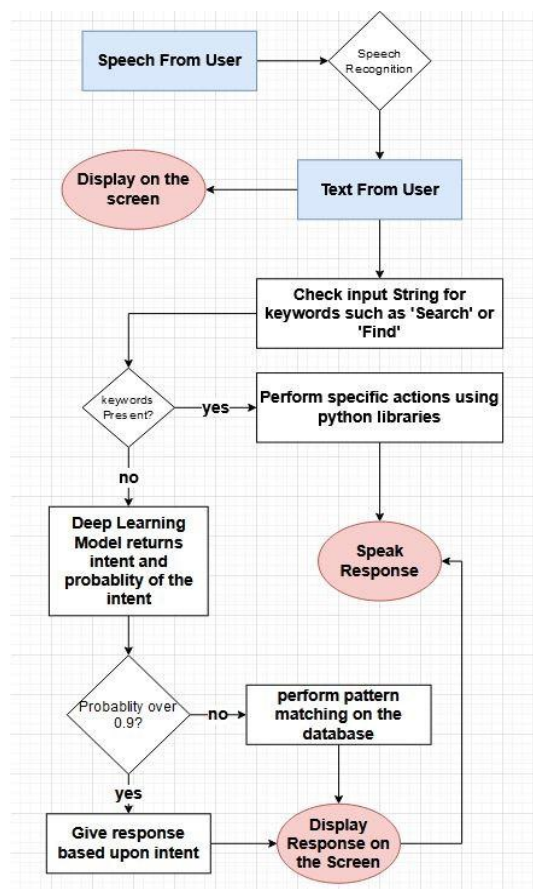 Speech From User
Speech
Recognition
Display on the
screen
Text From User
Check input String for
keywords such as 'Search' or
'Find'
keywords
Present?
yes
Perform specific actions using
python libraries
no
Deep Learning
Model returns
intent and
probablity of the
intent
Speak
Response
Probablity over
0.9?
no
perform pattern
matching on the
database
yes
Give response
based upon intent
Display
Response on
the Screen